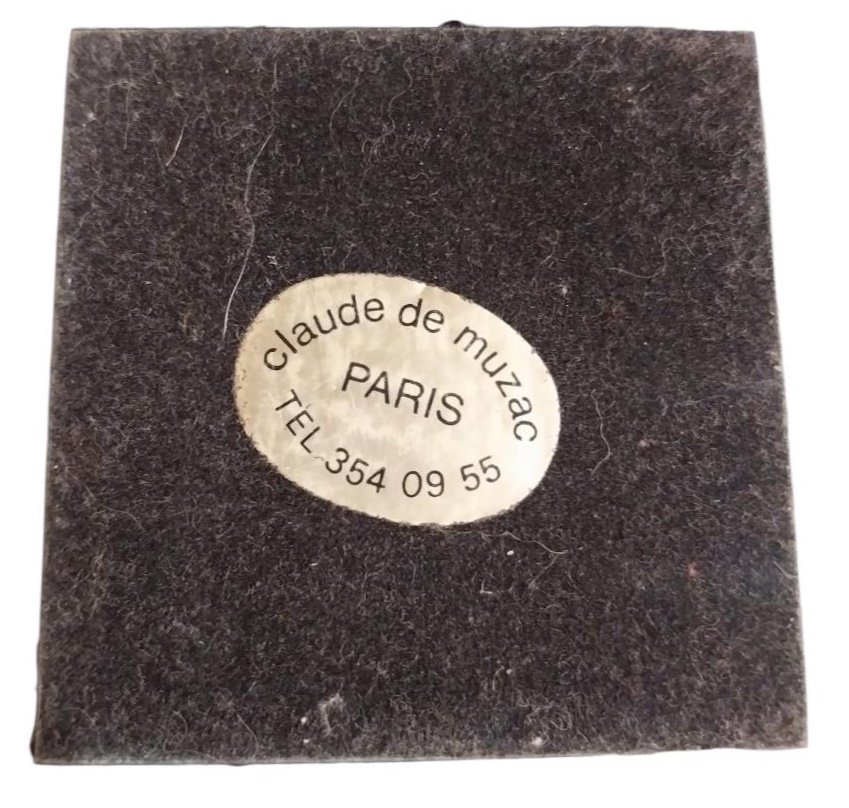 claude de muzac
PARIS
TEL 354 09 55